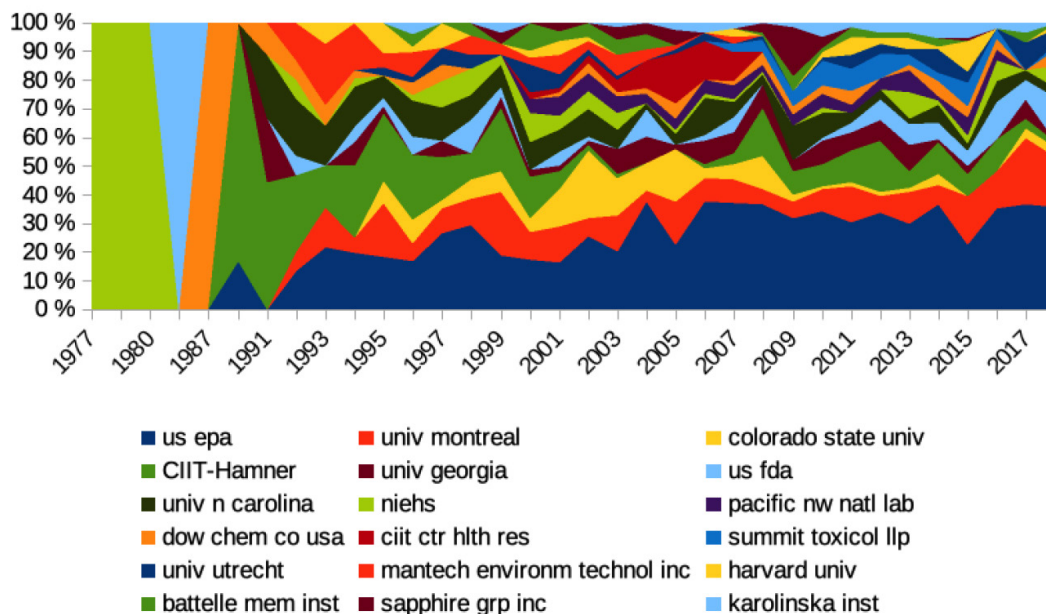 100 %
90 %
80 %
70 %
60 %
50 %
40 %
30 %
20 %
10 %
0 %
1977 1980 1987 1991 1993 1995 1997 1999 2001 2003 2005 2007 2009 2011 2013 2015 2017
us epa univ montreal colorado state univ
CIIT-Hamner univ georgia us fda
univ n carolina niehs pacific nw natl lab
dow chem co usa ciit ctr hlth res summit toxicol llp
univ utrecht mantech environm technol inc harvard univ
battelle mem inst sapphire grp inc karolinska inst